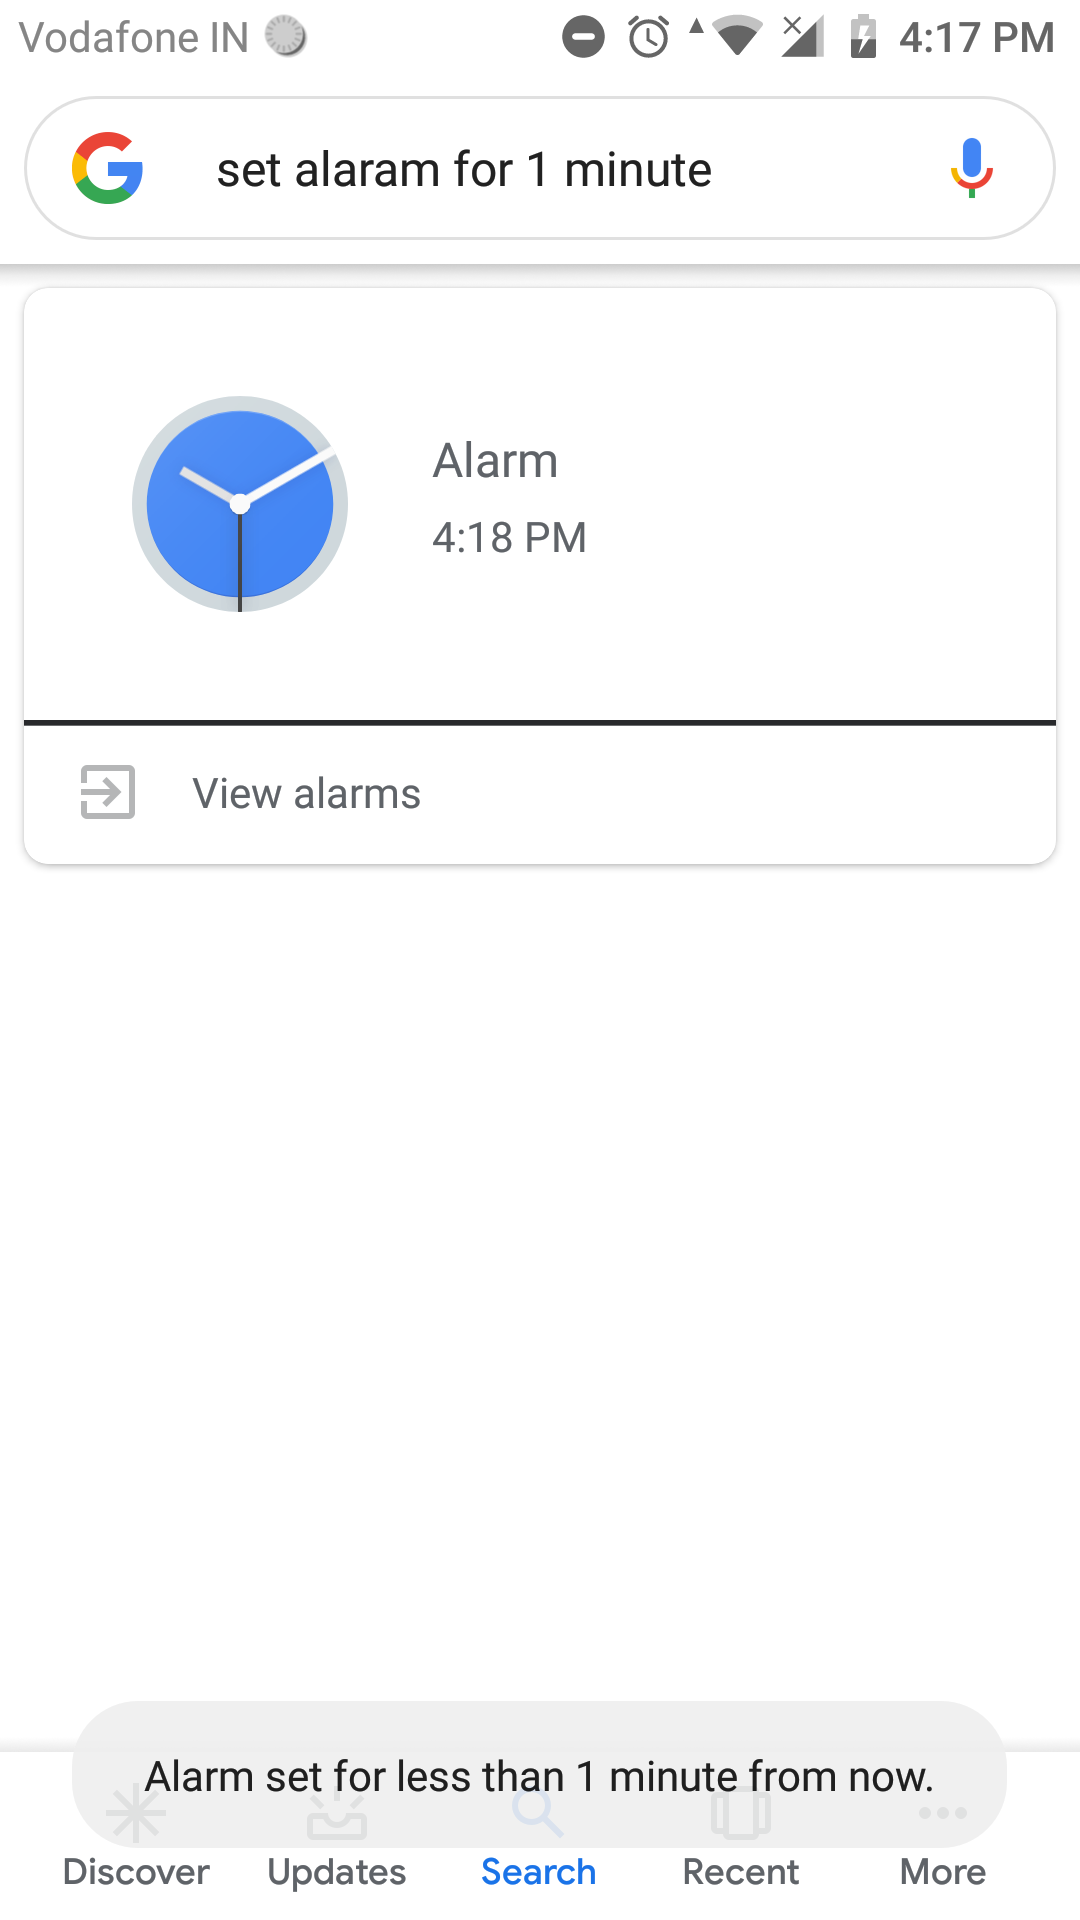 Vodafone IN 4:17 PM
set alaram for 1 minute
Alarm
4:18 PM
View alarms
Alarm set for less than 1 minute from now.
Discover Updates Search Recent More